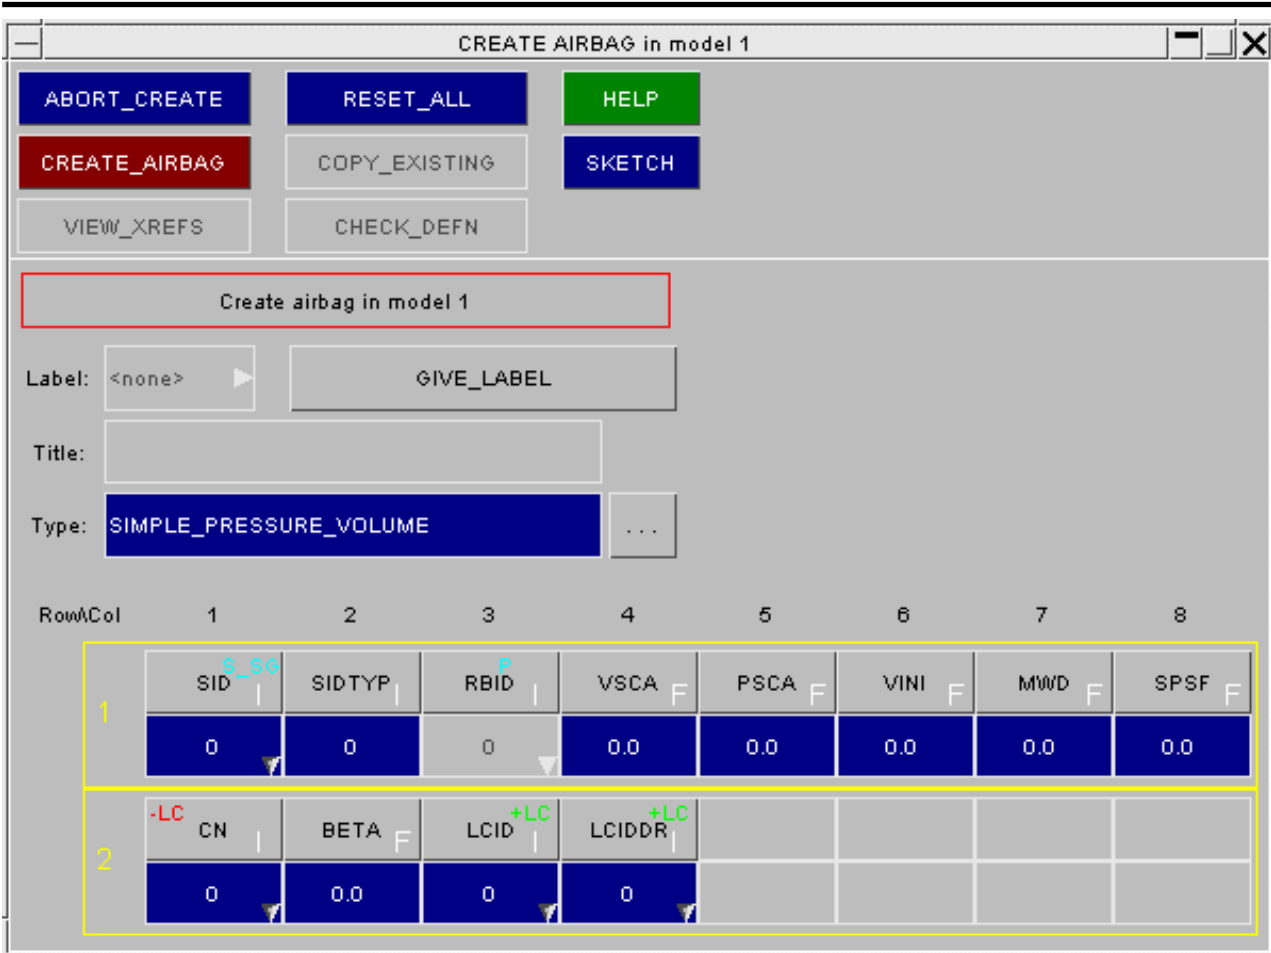 CREATE AIRBAG in model 1
ABORT_CREATE RESET_ALL HELP
CREATE_AIRBAG COPY_EXISTING SKETCH
VIEW_XREFS CHECK_DEFN
Create airbag in model 1
Label: <none> GIVE_LABEL
Title:
Type: SIMPLE_PRESSURE_VOLUME ...
Row\Col 1 2 3 4 5 6 7 8
1
S_SG P
SID I SIDTYP I RBID I VSCA F PSCA F VINI F MWD F SPSF F
0 0 0 0.0 0.0 0.0 0.0 0.0
2
-LC +LC +LC
CN I BETA F LCID I LCIDDR I
0 0.0 0 0